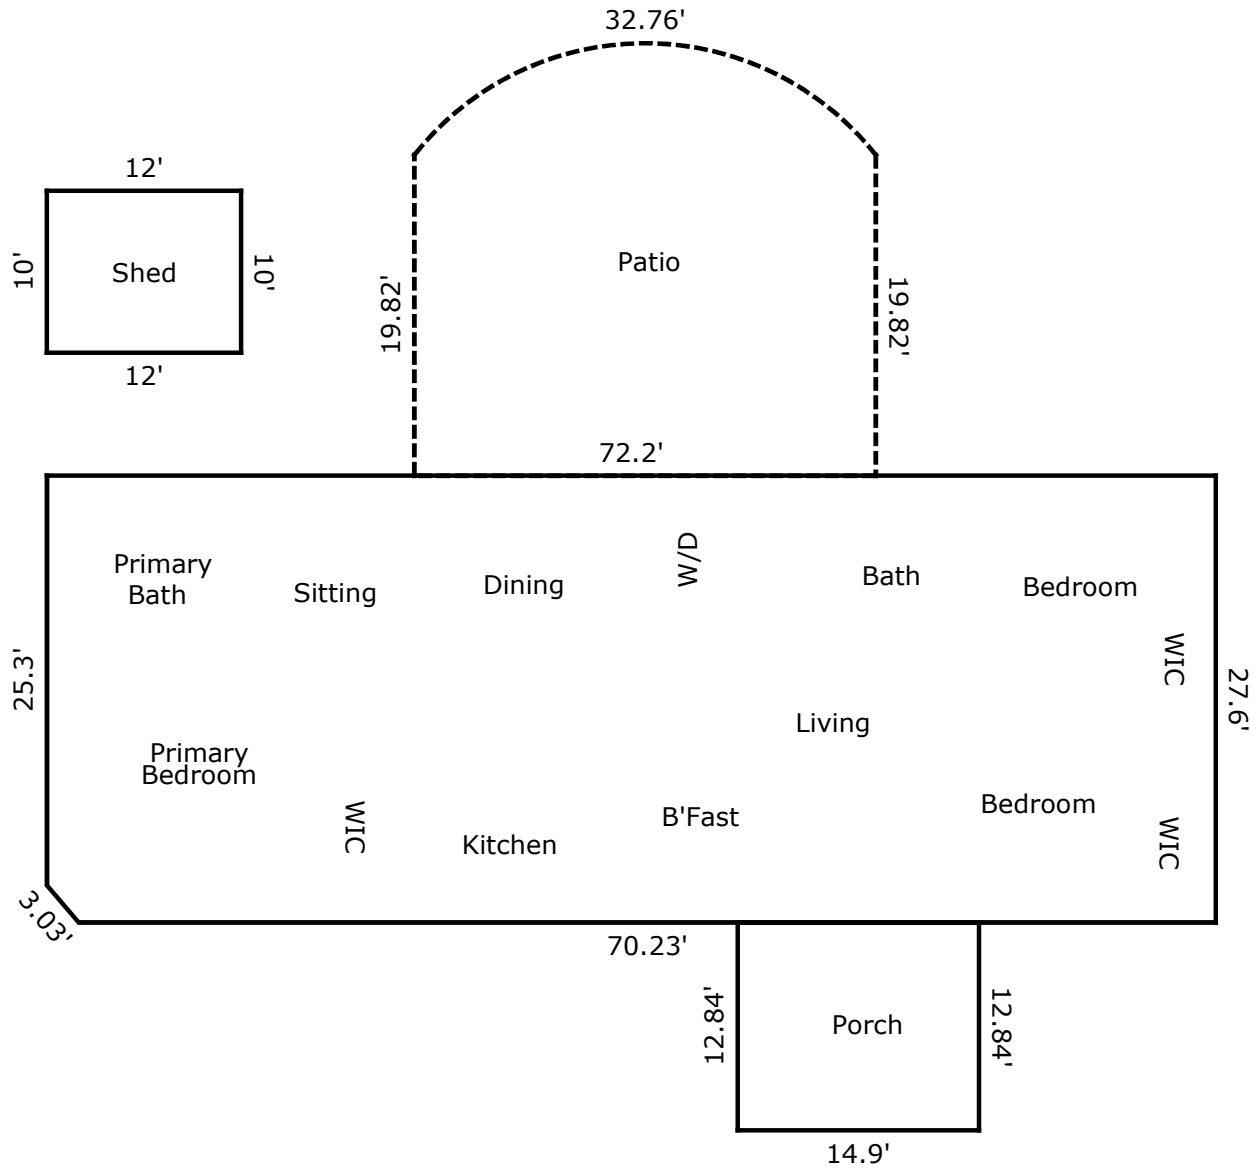 32.76'
12'
10'
Shed
10'
12'
Patio
19.82'
19.82'
72.2'
Primary
Bath
Sitting
Dining
W/D
Bath
Bedroom
WIC
25.3'
27.6'
Living
Primary
Bedroom
WIC
Kitchen
B'Fast
Bedroom
WIC
3.03'
70.23'
12.84'
Porch
12.84'
14.9'